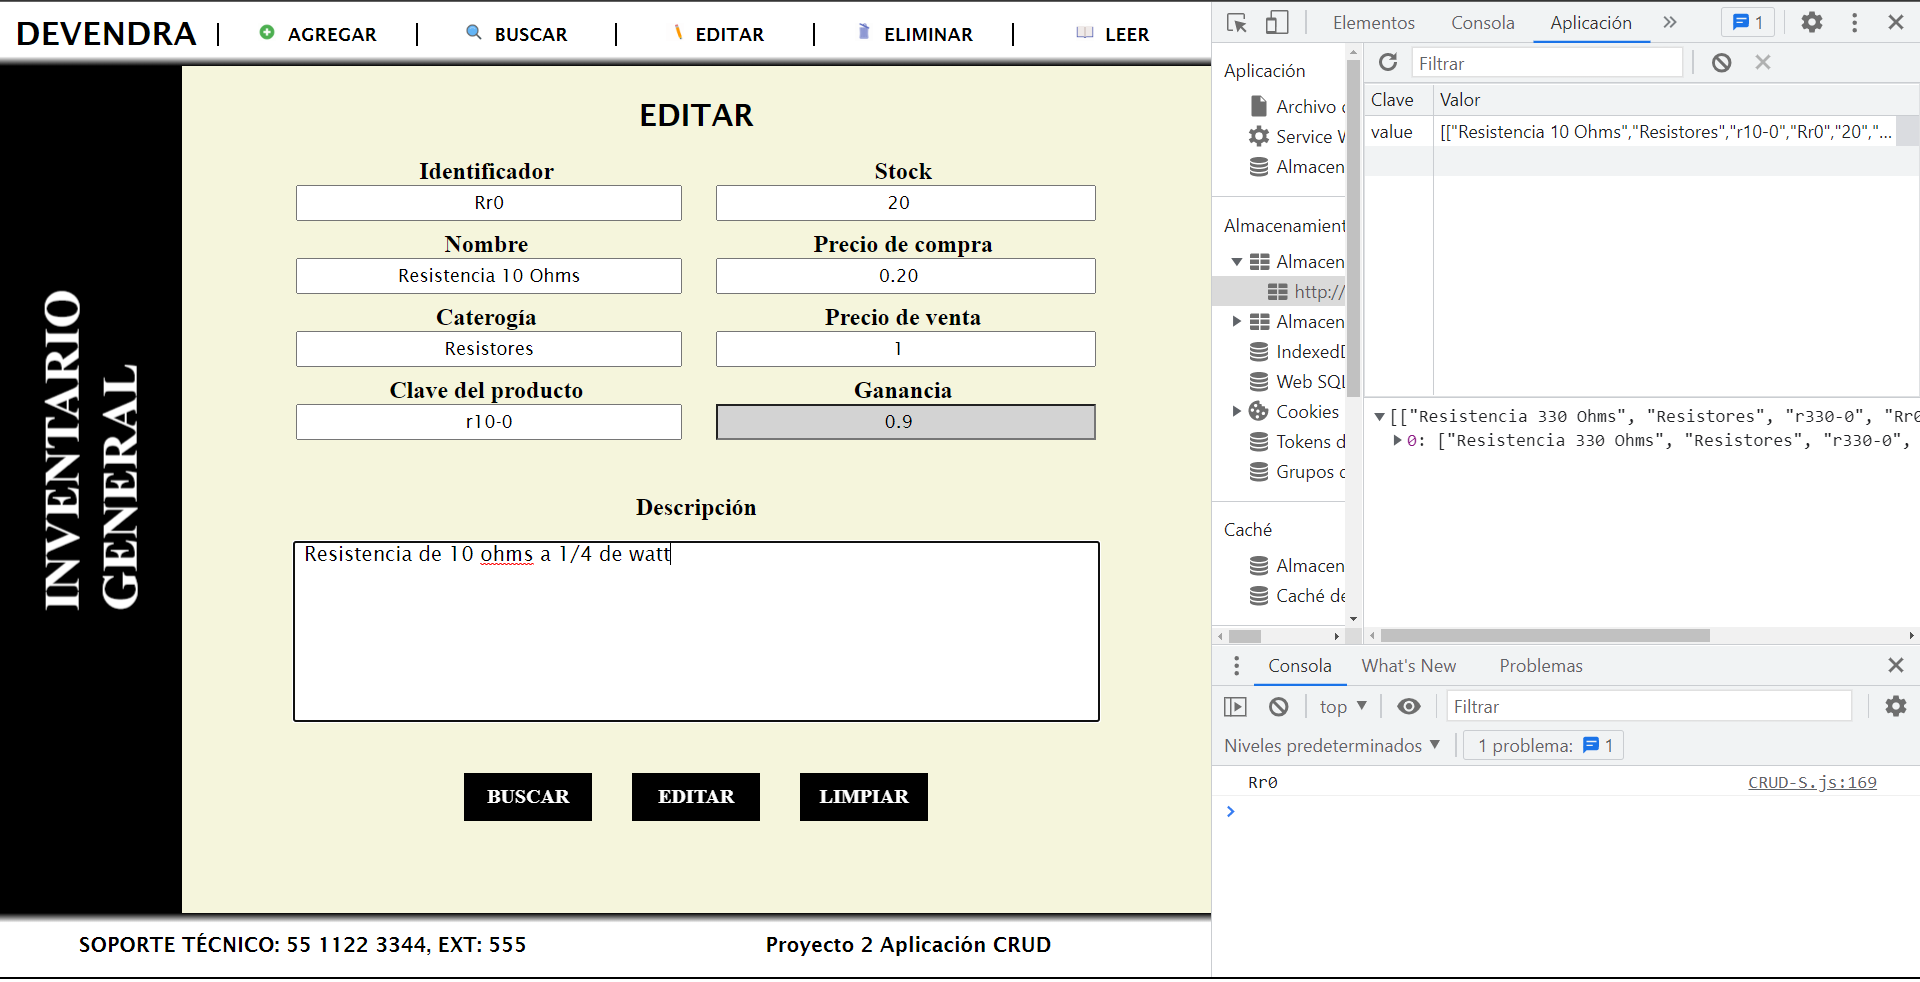 DEVENDRA | AGREGAR | BUSCAR | EDITAR | ELIMINAR | LEER
INVENTARIO
GENERAL
EDITAR
Identificador
Rr0
Stock
20
Nombre
Resistencia 10 Ohms
Precio de compra
0.20
Caterogía
Resistores
Precio de venta
1
Clave del producto
r10-0
Ganancia
0.9
Descripción
Resistencia de 10 ohms a 1/4 de watt
BUSCAR EDITAR LIMPIAR
SOPORTE TÉCNICO: 55 1122 3344, EXT: 555
Proyecto 2 Aplicación CRUD
Elementos Consola Aplicación » 1
Aplicación
Archivo
Service W
Almacen
Almacenamient
Almacen
http://
Almacen
IndexedD
Web SQL
Cookies
Tokens d
Grupos
Caché
Almacen
Caché de
Filtrar
Clave Valor
value [["Resistencia 10 Ohms","Resistores","r10-0","Rr0","20","...
[["Resistencia 330 Ohms", "Resistores", "r330-0", "Rr0
0: ["Resistencia 330 Ohms", "Resistores", "r330-0",
Consola What's New Problemas
top Filtrar
Niveles predeterminados 1 problema: 1
Rr0 CRUD-S.js:169